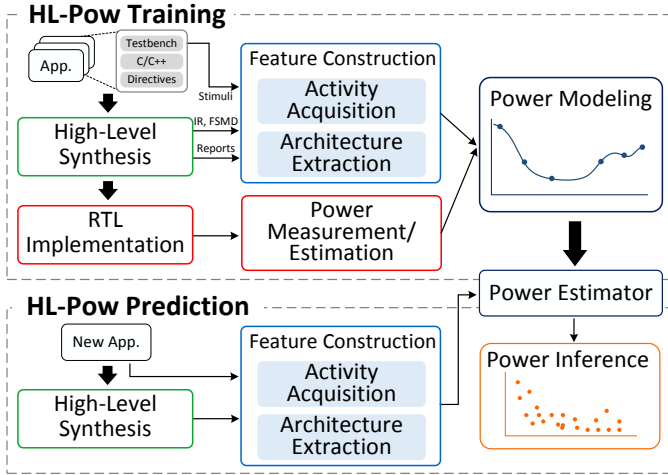 HL-Pow Training
Testbench
C/C++
Directives
App.
Stimuli
High-Level
Synthesis
IR, FSMD
Reports
Feature Construction
Activity
Acquisition
Architecture
Extraction
Power Modeling
RTL
Implementation
Power
Measurement/
Estimation
Power Estimator
HL-Pow Prediction
New App.
High-Level
Synthesis
Feature Construction
Activity
Acquisition
Architecture
Extraction
Power Inference